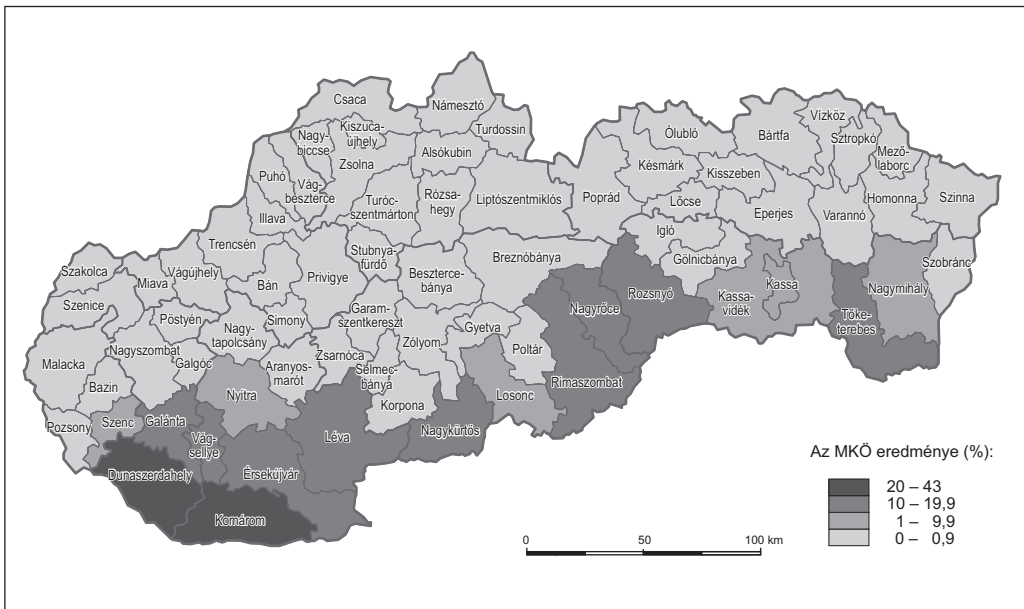 Csaca
Námesztó
Kiszuca-
újhely
Nagy-
biccse
Turdossin
Zsolna
Alsókubin
Puhó
Vág-
beszterce
Turóc-
szentmárton
Rózsa-
hegy
Liptószentmiklós
Illava
Poprád
Késmárk
Ólubló
Lőcse
Kisszeben
Bártfa
Vízköz
Sztropkó
Mező-
laborc
Homonna
Szinna
Varannó
Eperjes
Igló
Gölnicbánya
Trencsén
Stubnya-
fürdő
Breznóbánya
Szobránc
Szakolca
Miava
Vágújhely
Bán
Privigye
Besztercebánya
Rozsnyó
Kassa-
vidék
Kassa
Nagymihály
Szenice
Pöstyén
Simony
Garam-
szentkereszt
Nagyrőce
Tőke-
terebes
Nagy-
tapolcsány
Gyetva
Zólyom
Poltár
Malacka
Nagyszombat
Galgóc
Aranyos-
marót
Zsarnóca
Selmec-
bánya
Rimaszombat
Bazin
Nyitra
Korpona
Losonc
Pozsony
Szenc
Galánta
Vág-
sellye
Léva
Nagykürtös
Dunaszerdahely
Érsekújvár
Komárom
Az MKÖ eredménye (%):
20 – 43
10 – 19,9
1 – 9,9
0 – 0,9
0 50 100 km